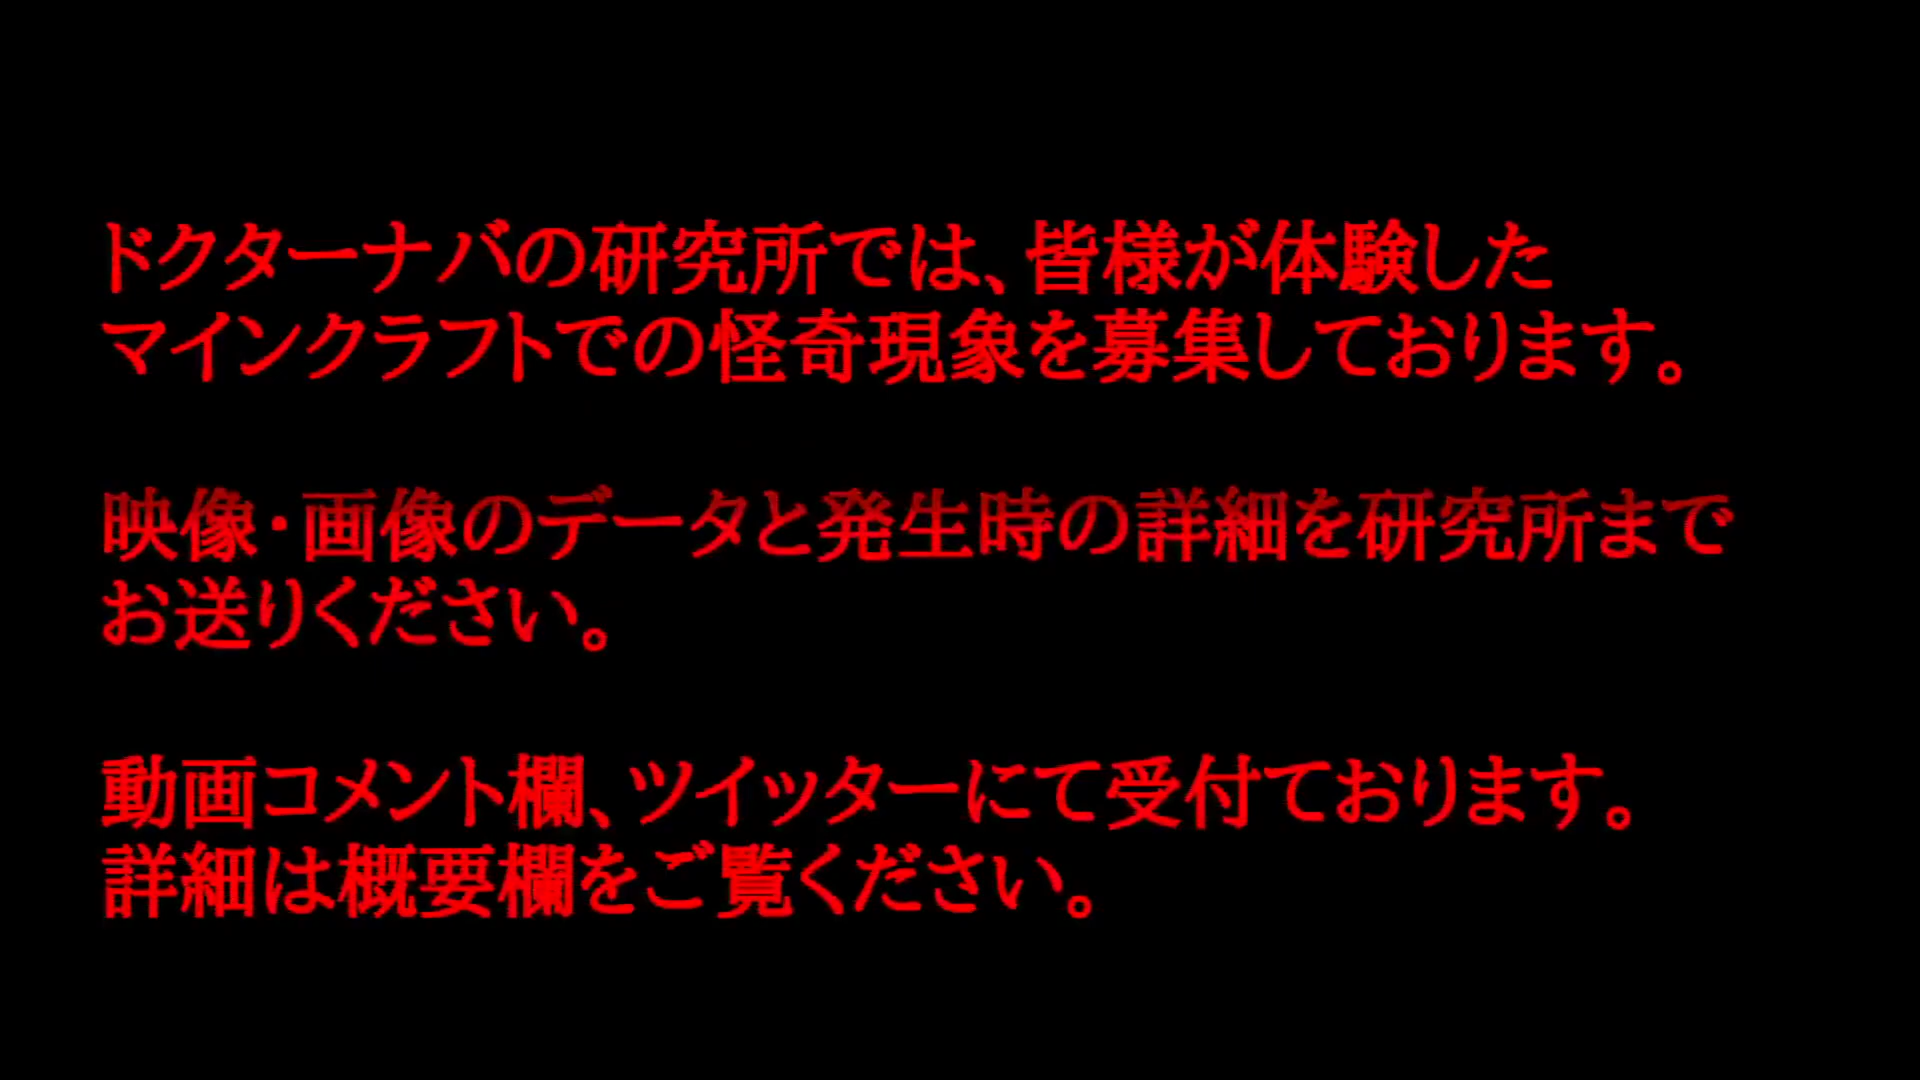 ドクターナバの研究所では、皆様が体験した
マインクラフトでの怪奇現象を募集しております。
映像・画像のデータと発生時の詳細を研究所まで
お送りください。
動画コメント欄、ツイッターにて受付ております。
詳細は概要欄をご覧ください。